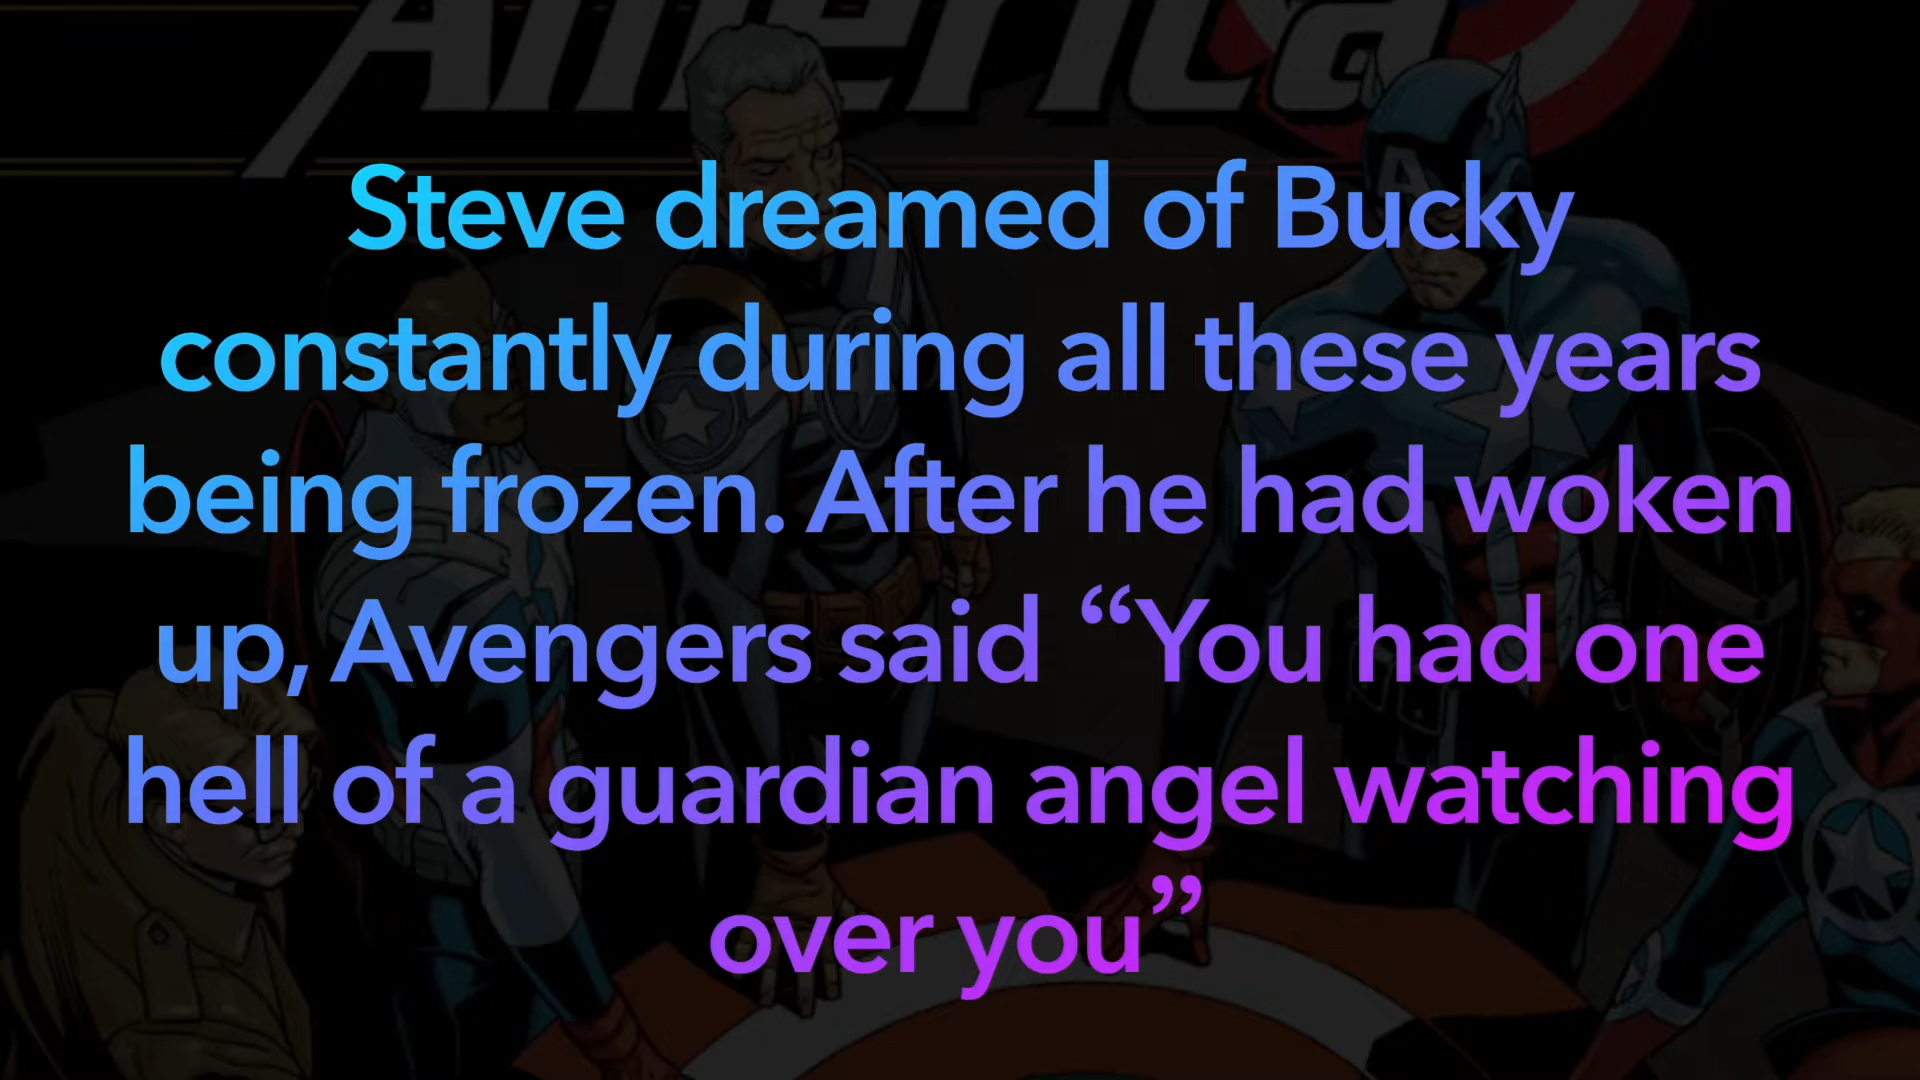 America
Steve dreamed of Bucky
constantly during all these years
being frozen. After he had woken
up, Avengers said “You had one
hell of a guardian angel watching
over you”